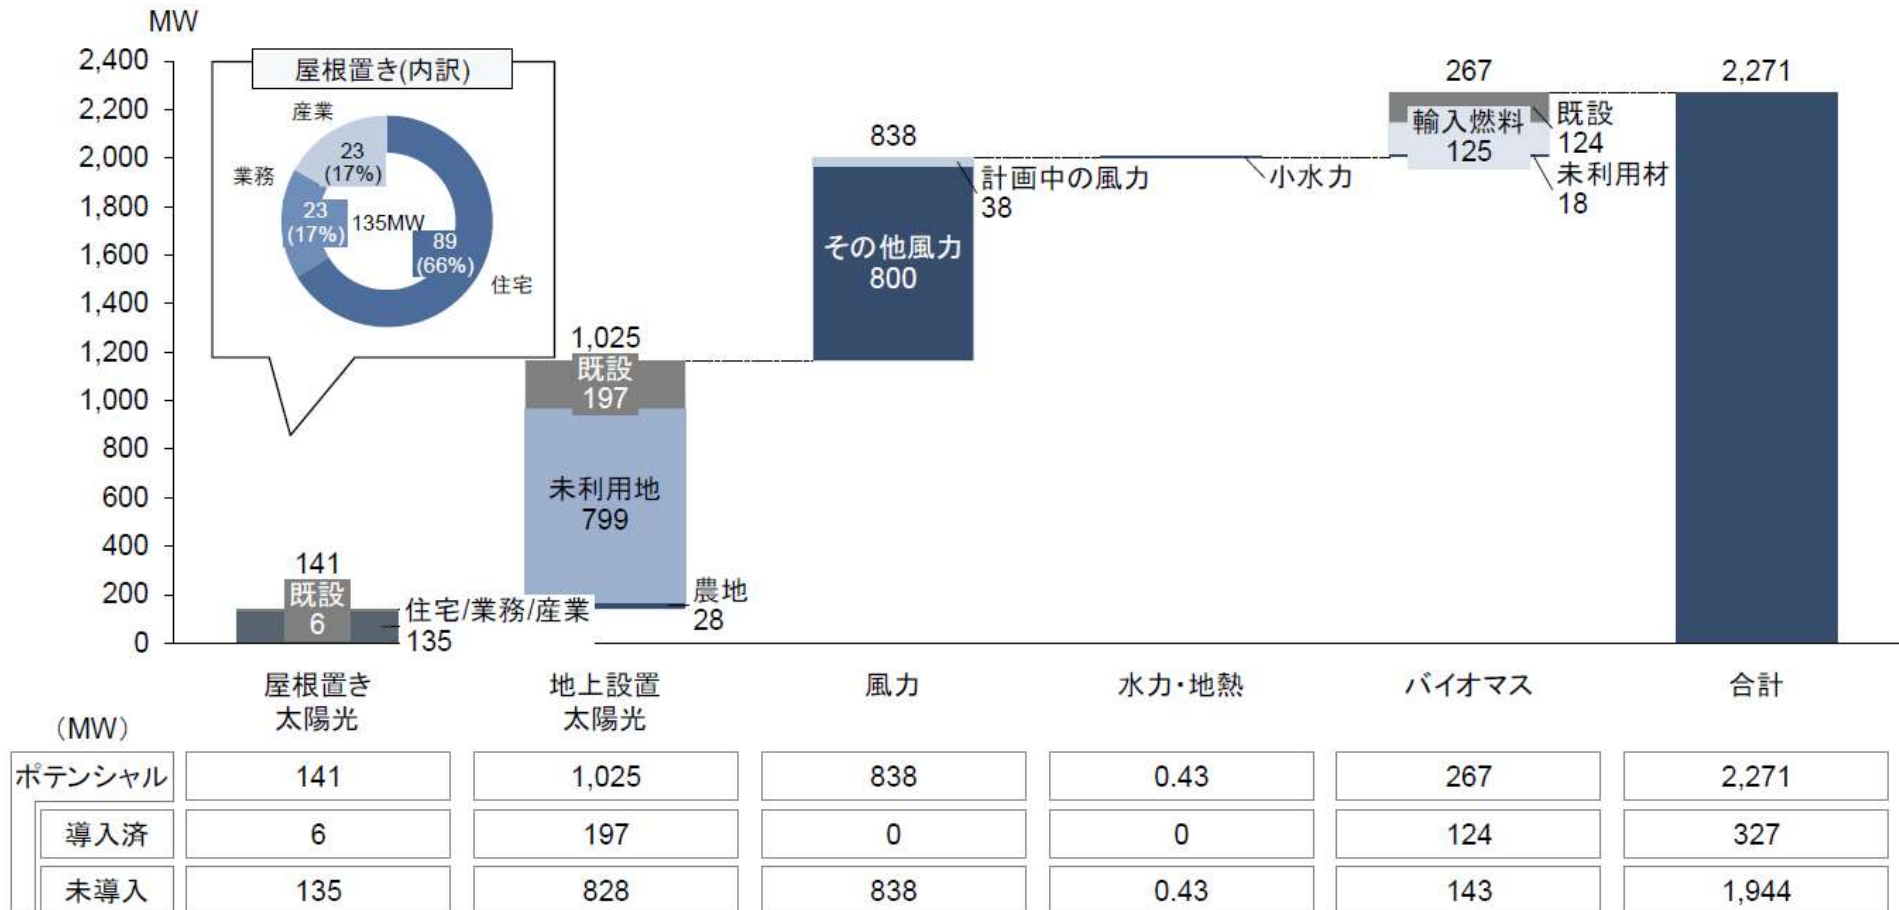 MW
2,400
2,200
2,000
1,800
1,600
1,400
1,200
1,000
800
600
400
200
0
屋根置き(内訳)
産業
23
(17%)
業務
23
(17%)
135MW
89
(66%)
住宅
141
既設
6
住宅/業務/産業
135
1,025
既設
197
未利用地
799
農地
28
838
計画中の風力
38
その他風力
800
小水力
267
輸入燃料
125
既設
124
未利用材
18
2,271
屋根置き
太陽光
地上設置
太陽光
風力
水力・地熱
バイオマス
合計
（MW）
ポテンシャル 141 1,025 838 0.43 267 2,271
導入済 6 197 0 0 124 327
未導入 135 828 838 0.43 143 1,944